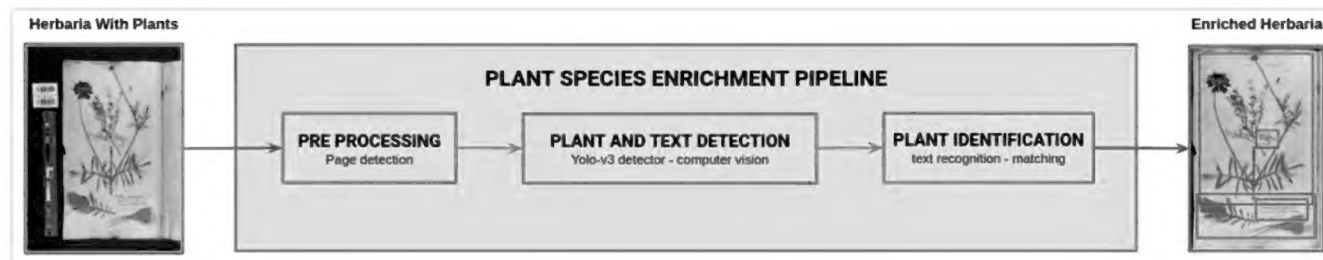 Herbaria With Plants
Enriched Herbaria
PLANT SPECIES ENRICHMENT PIPELINE
PRE PROCESSING
Page detection
PLANT AND TEXT DETECTION
Yolo-v3 detector - computer vision
PLANT IDENTIFICATION
text recognition - matching